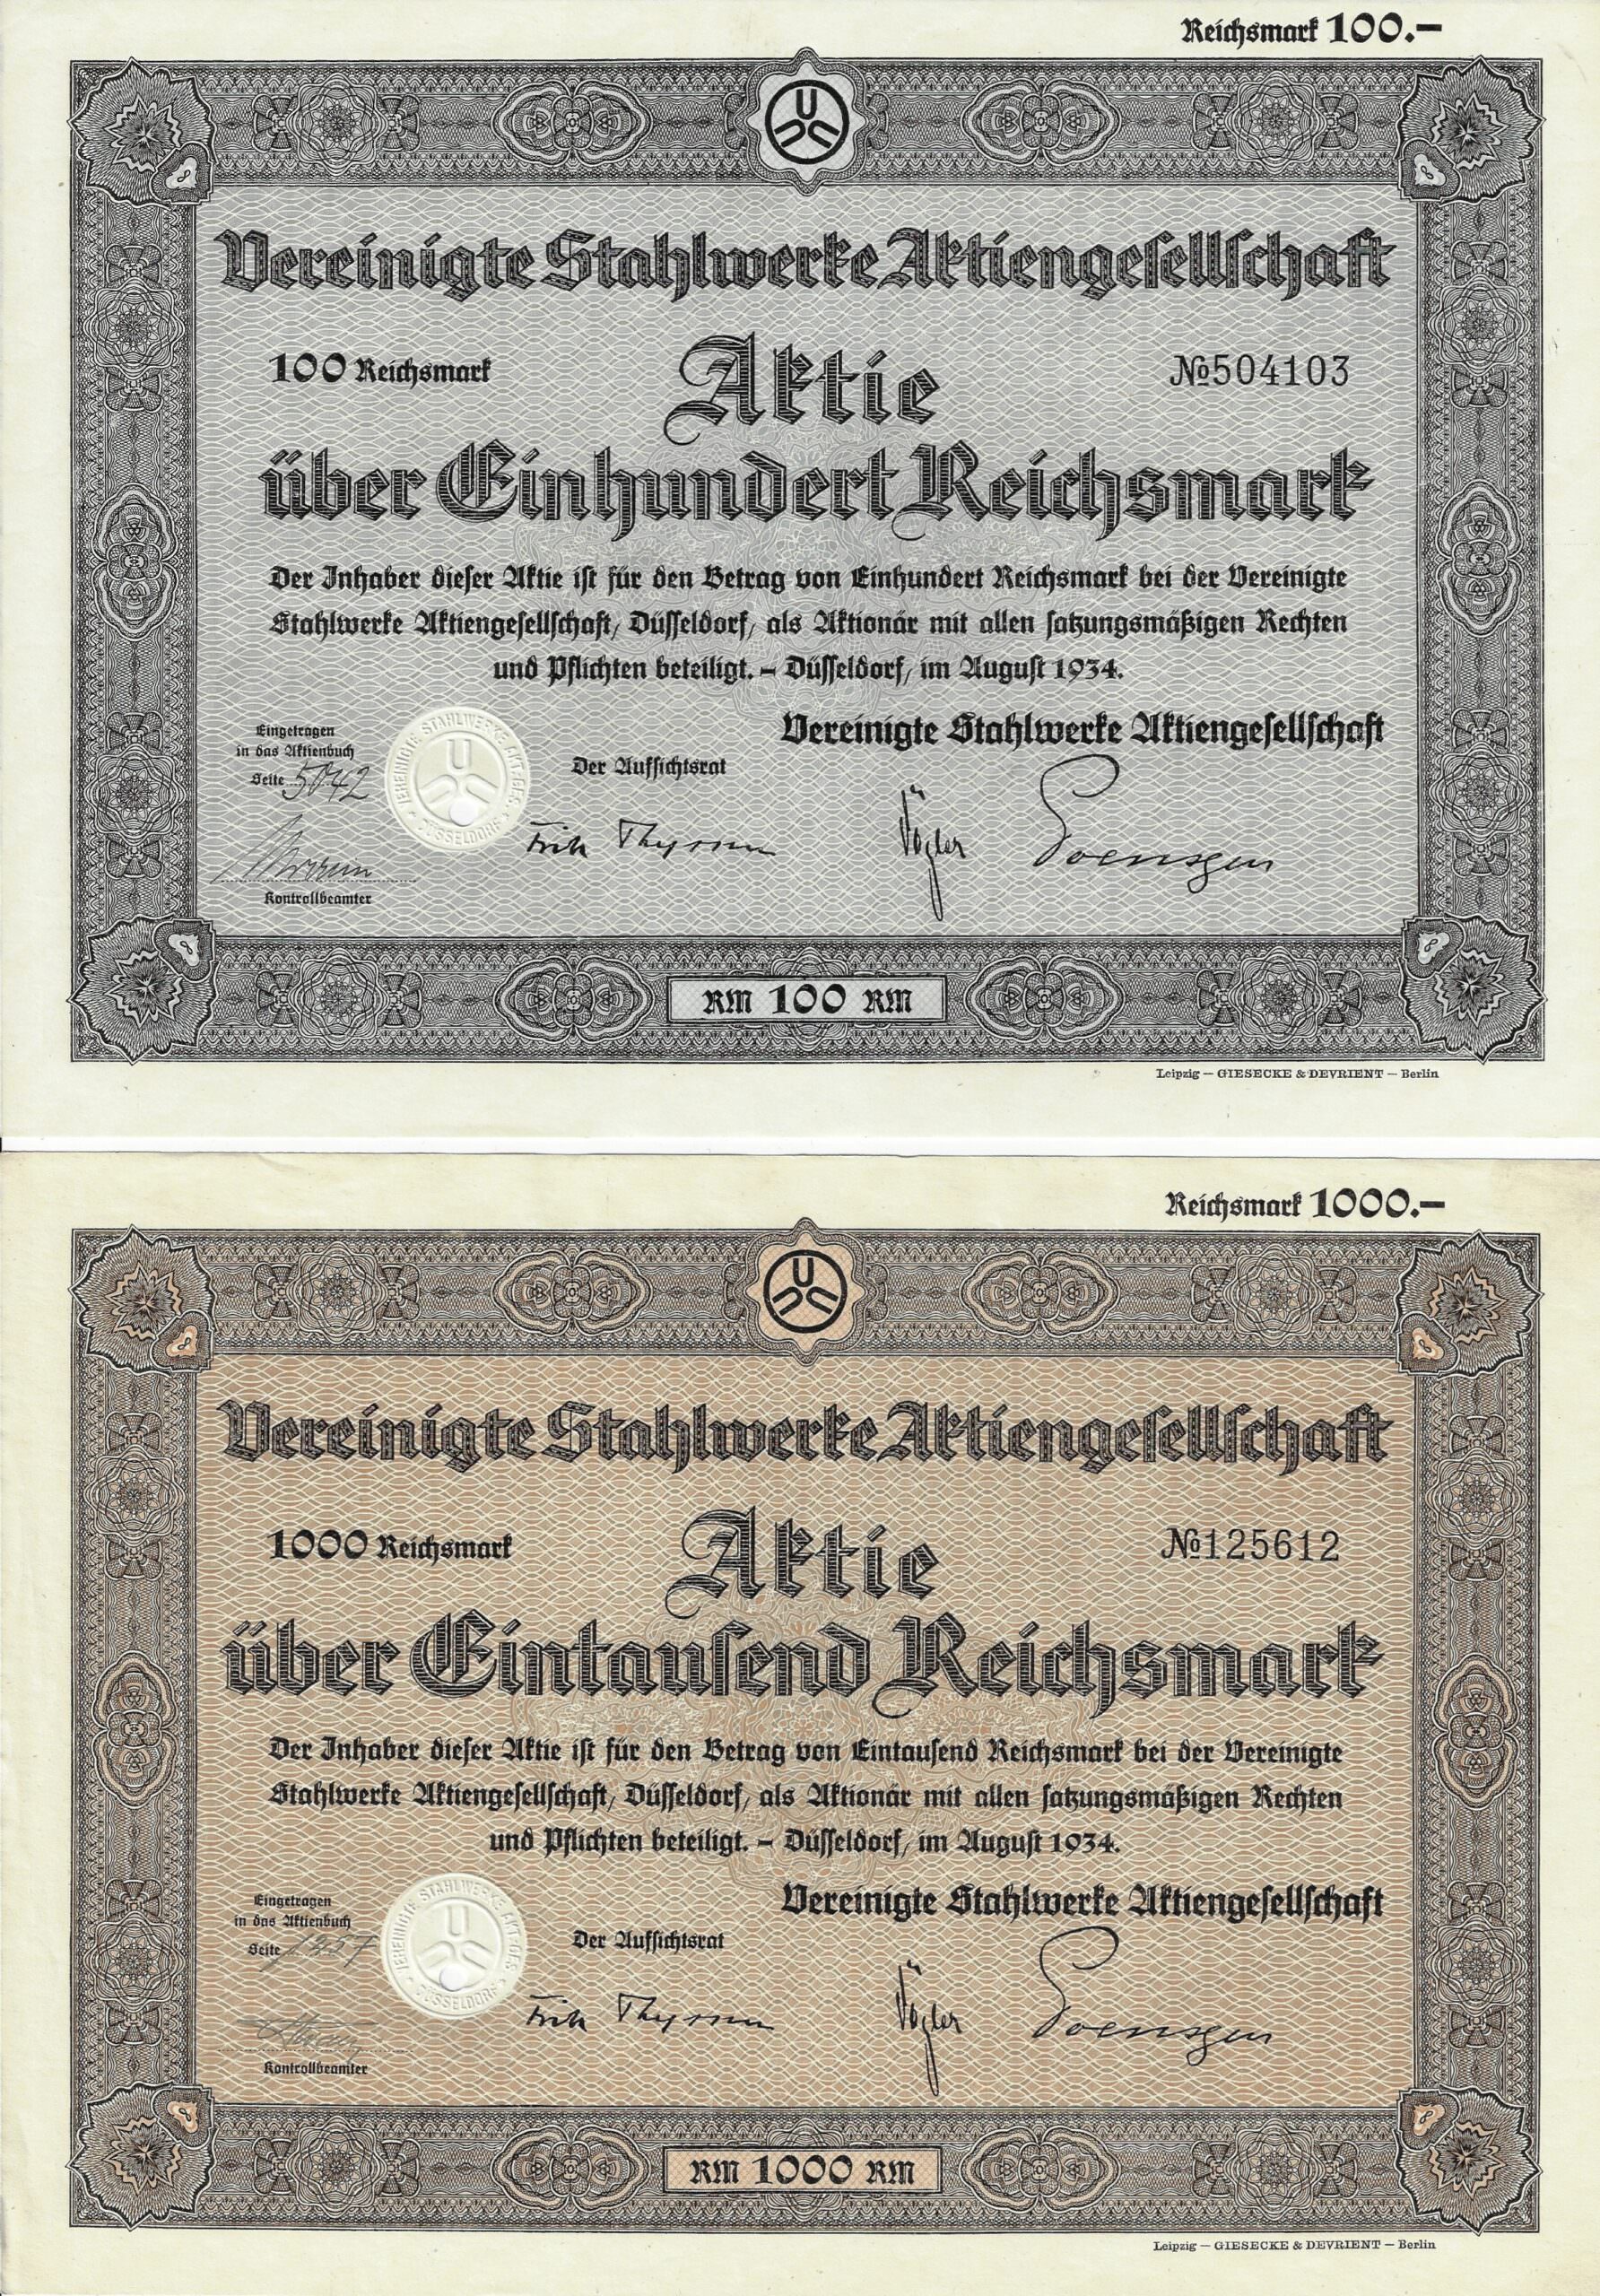 Reichsmark 100.—
Vereinigte Stahlwerke Aktiengesellschaft
Aktie
100 Reichsmark
№504103
über Einhundert Reichsmark
Der Inhaber dieser Aktie ist für den Betrag von Einhundert Reichsmark bei der Vereinigte
Stahlwerke Aktiengesellschaft, Düsseldorf, als Aktionär mit allen satzungsmäßigen Rechten
und Pflichten beteiligt. – Düsseldorf, im August 1934.
Vereinigte Stahlwerke Aktiengesellschaft
Eingetragen
in das Aktienbuch
Seite 5042
VEREINIGTE STAHLWERKE AKT.-GES.
DÜSSELDORF
Der Aufsichtsrat
Fritz Thyssen
Vögler
Poensgen
Kontrollbeamter
RM 100 RM
Leipzig — GIESECKE & DEVRIENT — Berlin
Reichsmark 1000.—
Vereinigte Stahlwerke Aktiengesellschaft
Aktie
1000 Reichsmark
№125612
über Eintausend Reichsmark
Der Inhaber dieser Aktie ist für den Betrag von Eintausend Reichsmark bei der Vereinigte
Stahlwerke Aktiengesellschaft, Düsseldorf, als Aktionär mit allen satzungsmäßigen Rechten
und Pflichten beteiligt. – Düsseldorf, im August 1934.
Vereinigte Stahlwerke Aktiengesellschaft
Eingetragen
in das Aktienbuch
Seite 1257
VEREINIGTE STAHLWERKE AKT.-GES.
DÜSSELDORF
Der Aufsichtsrat
Fritz Thyssen
Vögler
Poensgen
Kontrollbeamter
RM 1000 RM
Leipzig — GIESECKE & DEVRIENT — Berlin